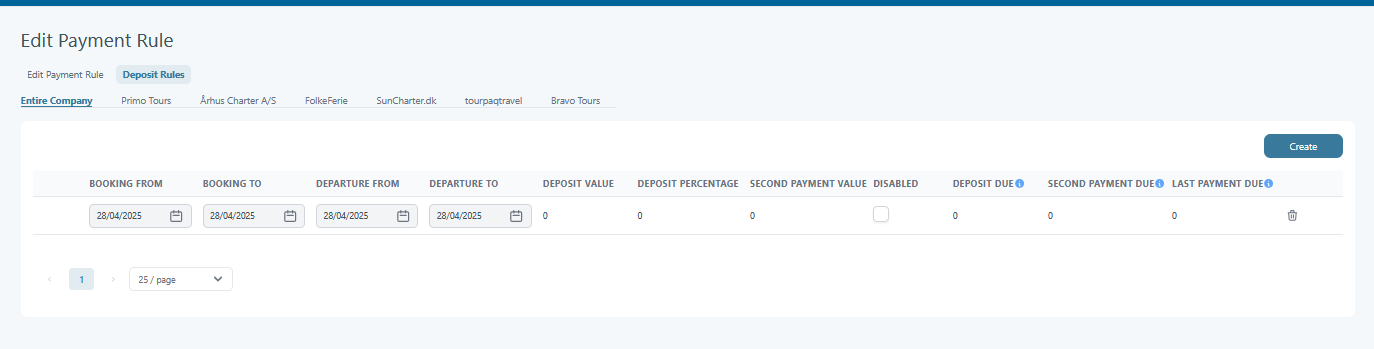 Edit Payment Rule
Edit Payment Rule Deposit Rules
Entire Company Primo Tours Århus Charter A/S FolkeFerie SunCharter.dk tourpaqtravel Bravo Tours
Create
BOOKING FROM BOOKING TO DEPARTURE FROM DEPARTURE TO DEPOSIT VALUE DEPOSIT PERCENTAGE SECOND PAYMENT VALUE DISABLED DEPOSIT DUE SECOND PAYMENT DUE LAST PAYMENT DUE
28/04/2025 28/04/2025 28/04/2025 28/04/2025 0 0 0 0 0 0
1 25 / page